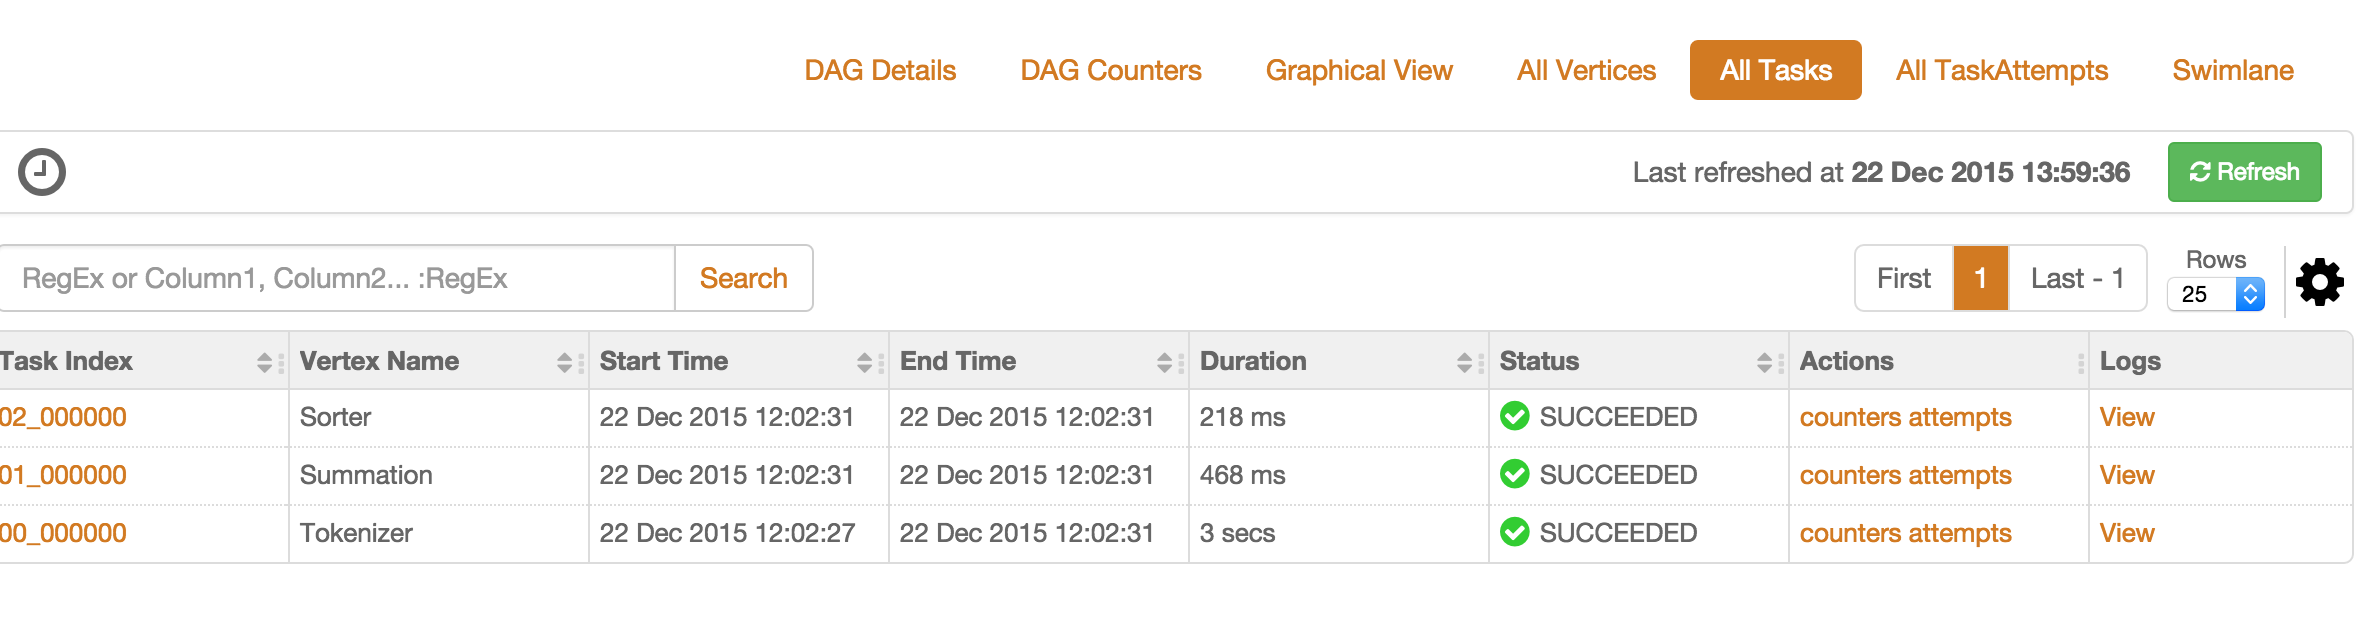 DAG Details DAG Counters Graphical View All Vertices All Tasks All TaskAttempts Swimlane
Last refreshed at 22 Dec 2015 13:59:36 Refresh
RegEx or Column1, Column2... :RegEx Search First 1 Last - 1 Rows 25
Task Index Vertex Name Start Time End Time Duration Status Actions Logs
02_000000 Sorter 22 Dec 2015 12:02:31 22 Dec 2015 12:02:31 218 ms SUCCEEDED counters attempts View
01_000000 Summation 22 Dec 2015 12:02:31 22 Dec 2015 12:02:31 468 ms SUCCEEDED counters attempts View
00_000000 Tokenizer 22 Dec 2015 12:02:27 22 Dec 2015 12:02:31 3 secs SUCCEEDED counters attempts View